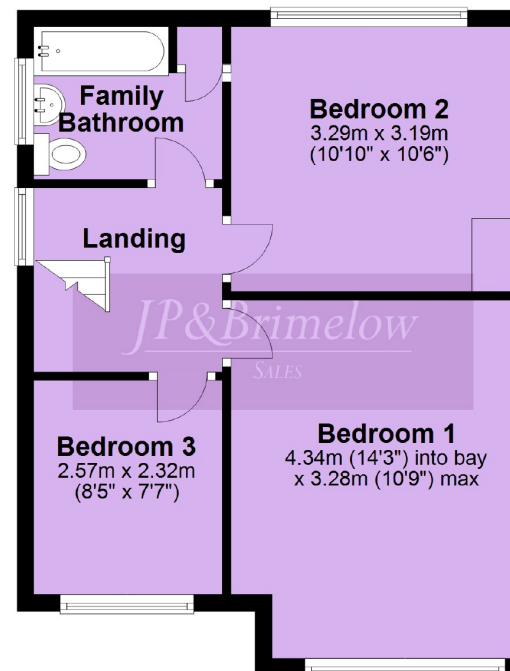 Family
Bathroom
Bedroom 2
3.29m x 3.19m
(10'10" x 10'6")
Landing
JP&Brimelow
SALES
Bedroom 3
2.57m x 2.32m
(8'5" x 7'7")
Bedroom 1
4.34m (14'3") into bay
x 3.28m (10'9") max